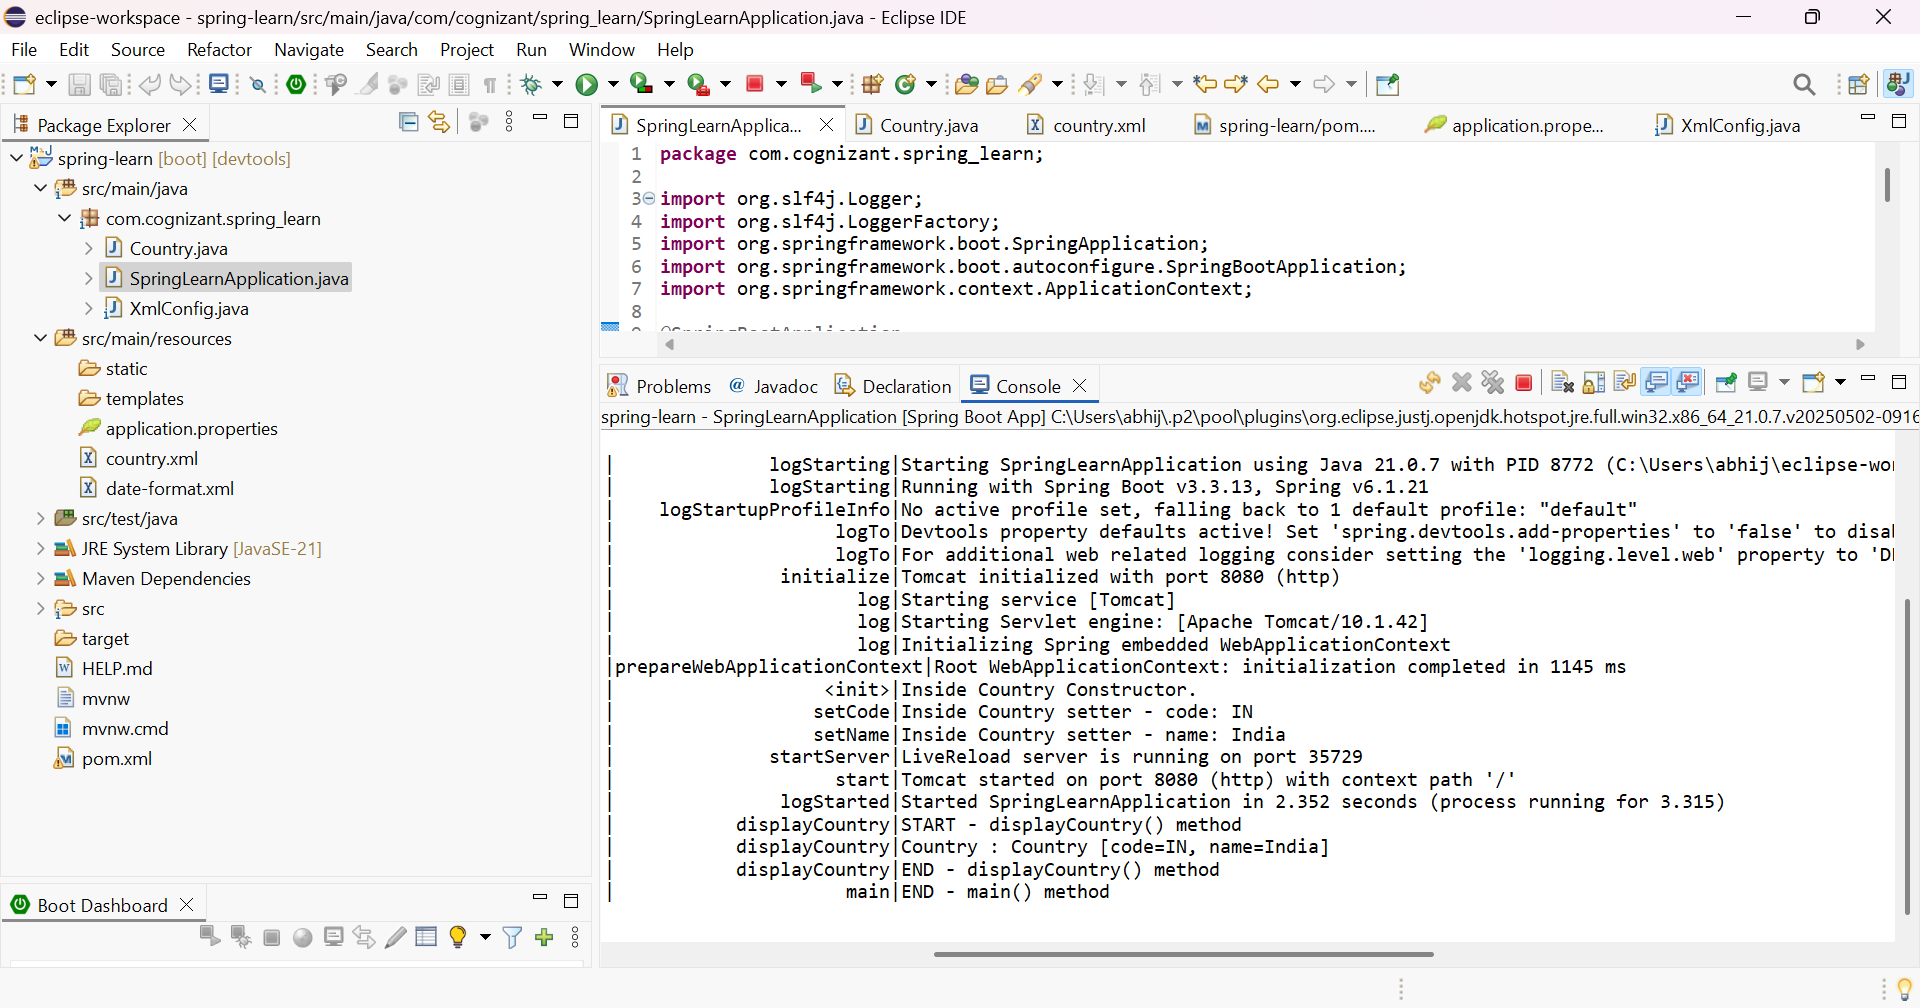 eclipse-workspace - spring-learn/src/main/java/com/cognizant/spring_learn/SpringLearnApplication.java - Eclipse IDE
File Edit Source Refactor Navigate Search Project Run Window Help
Package Explorer
spring-learn [boot] [devtools]
src/main/java
com.cognizant.spring_learn
Country.java
SpringLearnApplication.java
XmlConfig.java
src/main/resources
static
templates
application.properties
country.xml
date-format.xml
src/test/java
JRE System Library [JavaSE-21]
Maven Dependencies
src
target
HELP.md
mvnw
mvnw.cmd
pom.xml
Boot Dashboard
SpringLearnApplica... Country.java country.xml spring-learn/pom.... application.prope... XmlConfig.java
1 package com.cognizant.spring_learn;
2
3 import org.slf4j.Logger;
4 import org.slf4j.LoggerFactory;
5 import org.springframework.boot.SpringApplication;
6 import org.springframework.boot.autoconfigure.SpringBootApplication;
7 import org.springframework.context.ApplicationContext;
8
Problems @ Javadoc Declaration Console
spring-learn - SpringLearnApplication [Spring Boot App] C:\Users\abhij\.p2\pool\plugins\org.eclipse.justj.openjdk.hotspot.jre.full.win32.x86_64_21.0.7.v20250502-0916
| logStarting|Starting SpringLearnApplication using Java 21.0.7 with PID 8772 (C:\Users\abhij\eclipse-wor
| logStarting|Running with Spring Boot v3.3.13, Spring v6.1.21
| logStartupProfileInfo|No active profile set, falling back to 1 default profile: "default"
| logTo|Devtools property defaults active! Set 'spring.devtools.add-properties' to 'false' to disa
| logTo|For additional web related logging consider setting the 'logging.level.web' property to 'D
| initialize|Tomcat initialized with port 8080 (http)
| log|Starting service [Tomcat]
| log|Starting Servlet engine: [Apache Tomcat/10.1.42]
| log|Initializing Spring embedded WebApplicationContext
|prepareWebApplicationContext|Root WebApplicationContext: initialization completed in 1145 ms
| <init>|Inside Country Constructor.
| setCode|Inside Country setter - code: IN
| setName|Inside Country setter - name: India
| startServer|LiveReload server is running on port 35729
| start|Tomcat started on port 8080 (http) with context path '/'
| logStarted|Started SpringLearnApplication in 2.352 seconds (process running for 3.315)
| displayCountry|START - displayCountry() method
| displayCountry|Country : Country [code=IN, name=India]
| displayCountry|END - displayCountry() method
| main|END - main() method